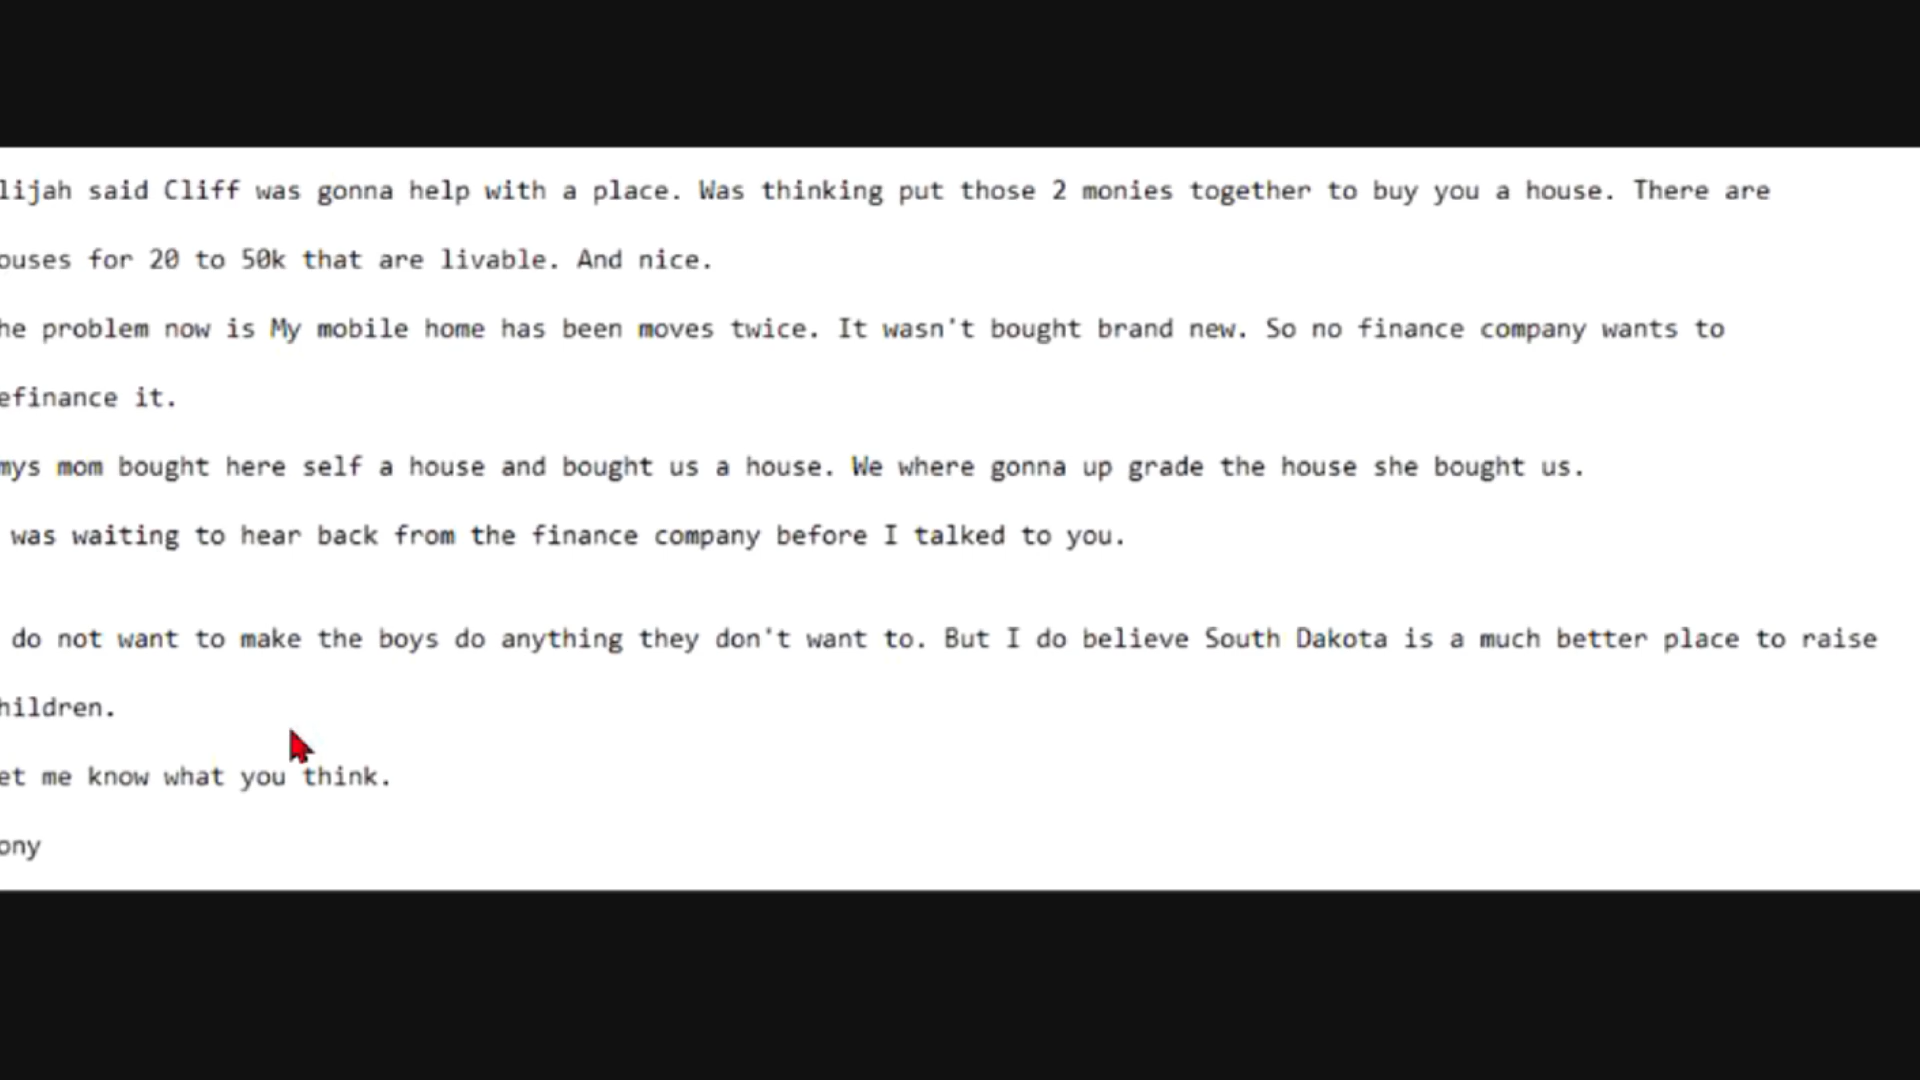 lijah said Cliff was gonna help with a place. Was thinking put those 2 monies together to buy you a house. There are
ouses for 20 to 50k that are livable. And nice.
he problem now is My mobile home has been moves twice. It wasn't bought brand new. So no finance company wants to
efinance it.
mys mom bought here self a house and bought us a house. We where gonna up grade the house she bought us.
was waiting to hear back from the finance company before I talked to you.
do not want to make the boys do anything they don't want to. But I do believe South Dakota is a much better place to raise
hildren.
et me know what you think.
ony